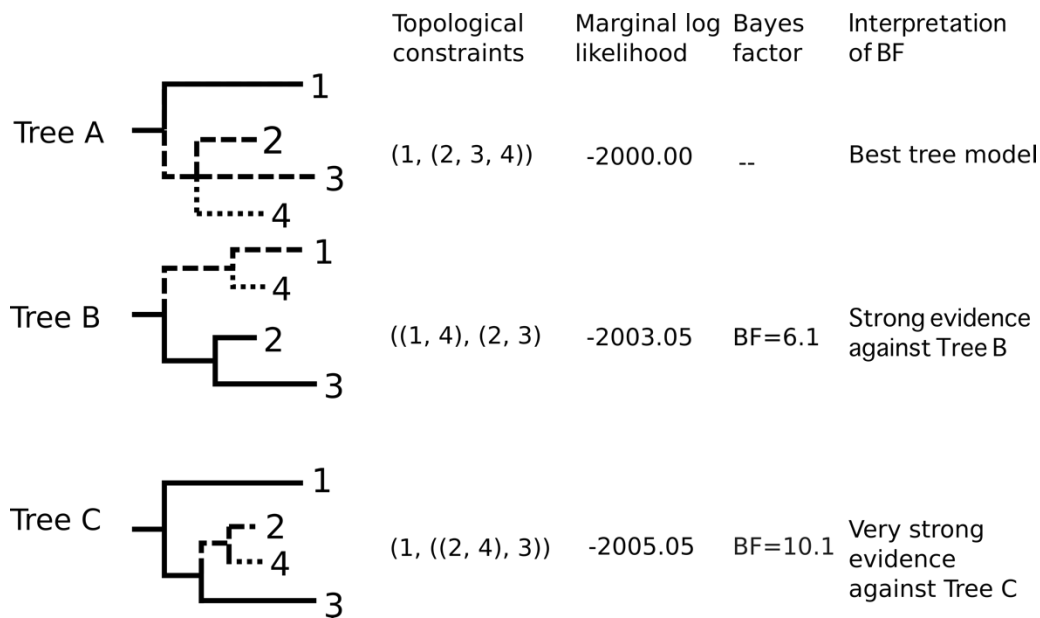 Topological constraints
Marginal log likelihood
Bayes factor
Interpretation of BF
Tree A
1
2
3
4
(1, (2, 3, 4))
-2000.00
--
Best tree model
Tree B
1
4
2
3
((1, 4), (2, 3)
-2003.05
BF=6.1
Strong evidence
against Tree B
Tree C
1
2
4
3
(1, ((2, 4), 3))
-2005.05
BF=10.1
Very strong
evidence
against Tree C